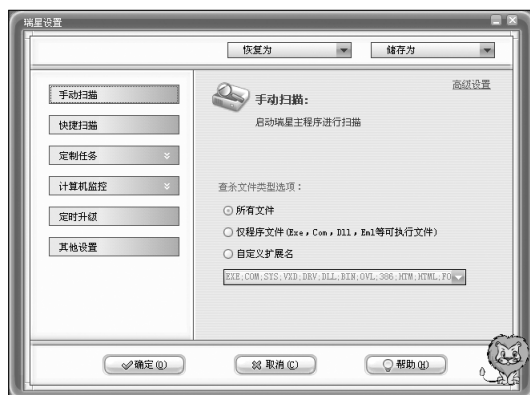 瑞星设置
恢复为 储存为
手动扫描
快捷扫描
定制任务
计算机监控
定时升级
其他设置
高级设置
手动扫描:
启动瑞星主程序进行扫描
查杀文件类型选项:
所有文件
仅程序文件(Exe,Com,Dll,Eml等可执行文件)
自定义扩展名
EXE;COM;SYS;VXD;DRV;DLL;BIN;OVL;386;HTM;HTML;FO
确定(O) 取消(C) 帮助(H)